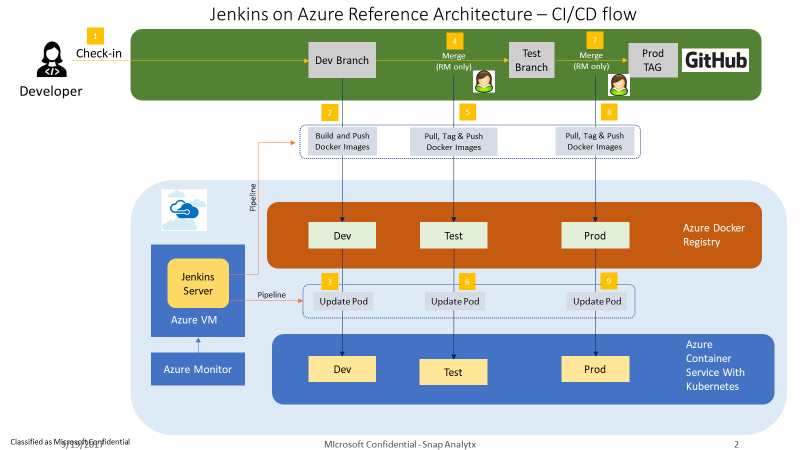 Jenkins on Azure Reference Architecture – CI/CD flow
1
Check-in
Developer
Dev Branch
4
Merge
(RM only)
Test
Branch
7
Merge
(RM only)
Prod
TAG
GitHub
2
5
8
Build and Push
Docker Images
Pull, Tag & Push
Docker Images
Pull, Tag & Push
Docker Images
Pipeline
Dev
Test
Prod
Azure Docker
Registry
Jenkins
Server
Azure VM
Azure Monitor
Pipeline
3
6
9
Update Pod
Update Pod
Update Pod
Dev
Test
Prod
Azure
Container
Service With
Kubernetes
Classified as Microsoft Confidential
9/19/2017
MIcrosoft Confidential - Snap Analytx
2